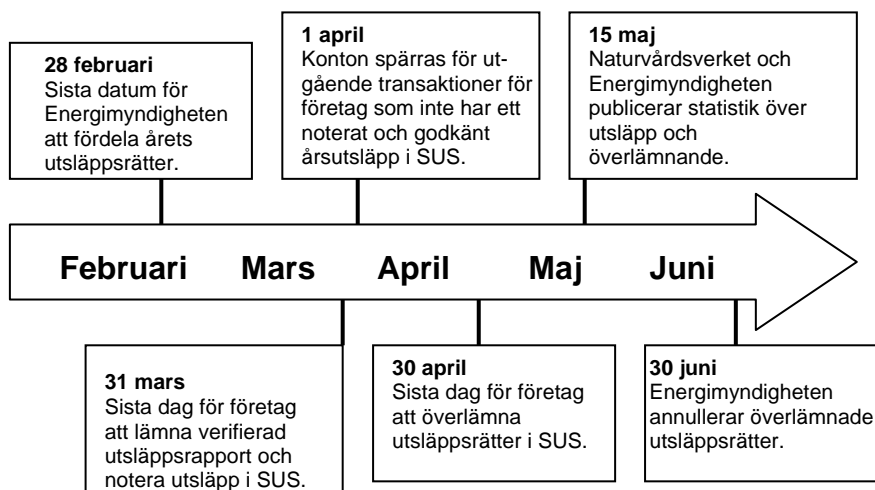 28 februari
Sista datum för
Energimyndigheten
att fördela årets
utsläppsrätter.
1 april
Konton spärras för ut-
gående transaktioner för
företag som inte har ett
noterat och godkänt
årsutsläpp i SUS.
15 maj
Naturvårdsverket och
Energimyndigheten
publicerar statistik över
utsläpp och
överlämnande.
Februari Mars April Maj Juni
31 mars
Sista dag för företag
att lämna verifierad
utsläppsrapport och
notera utsläpp i SUS.
30 april
Sista dag för företag
att överlämna
utsläppsrätter i SUS.
30 juni
Energimyndigheten
annullerar överlämnade
utsläppsrätter.